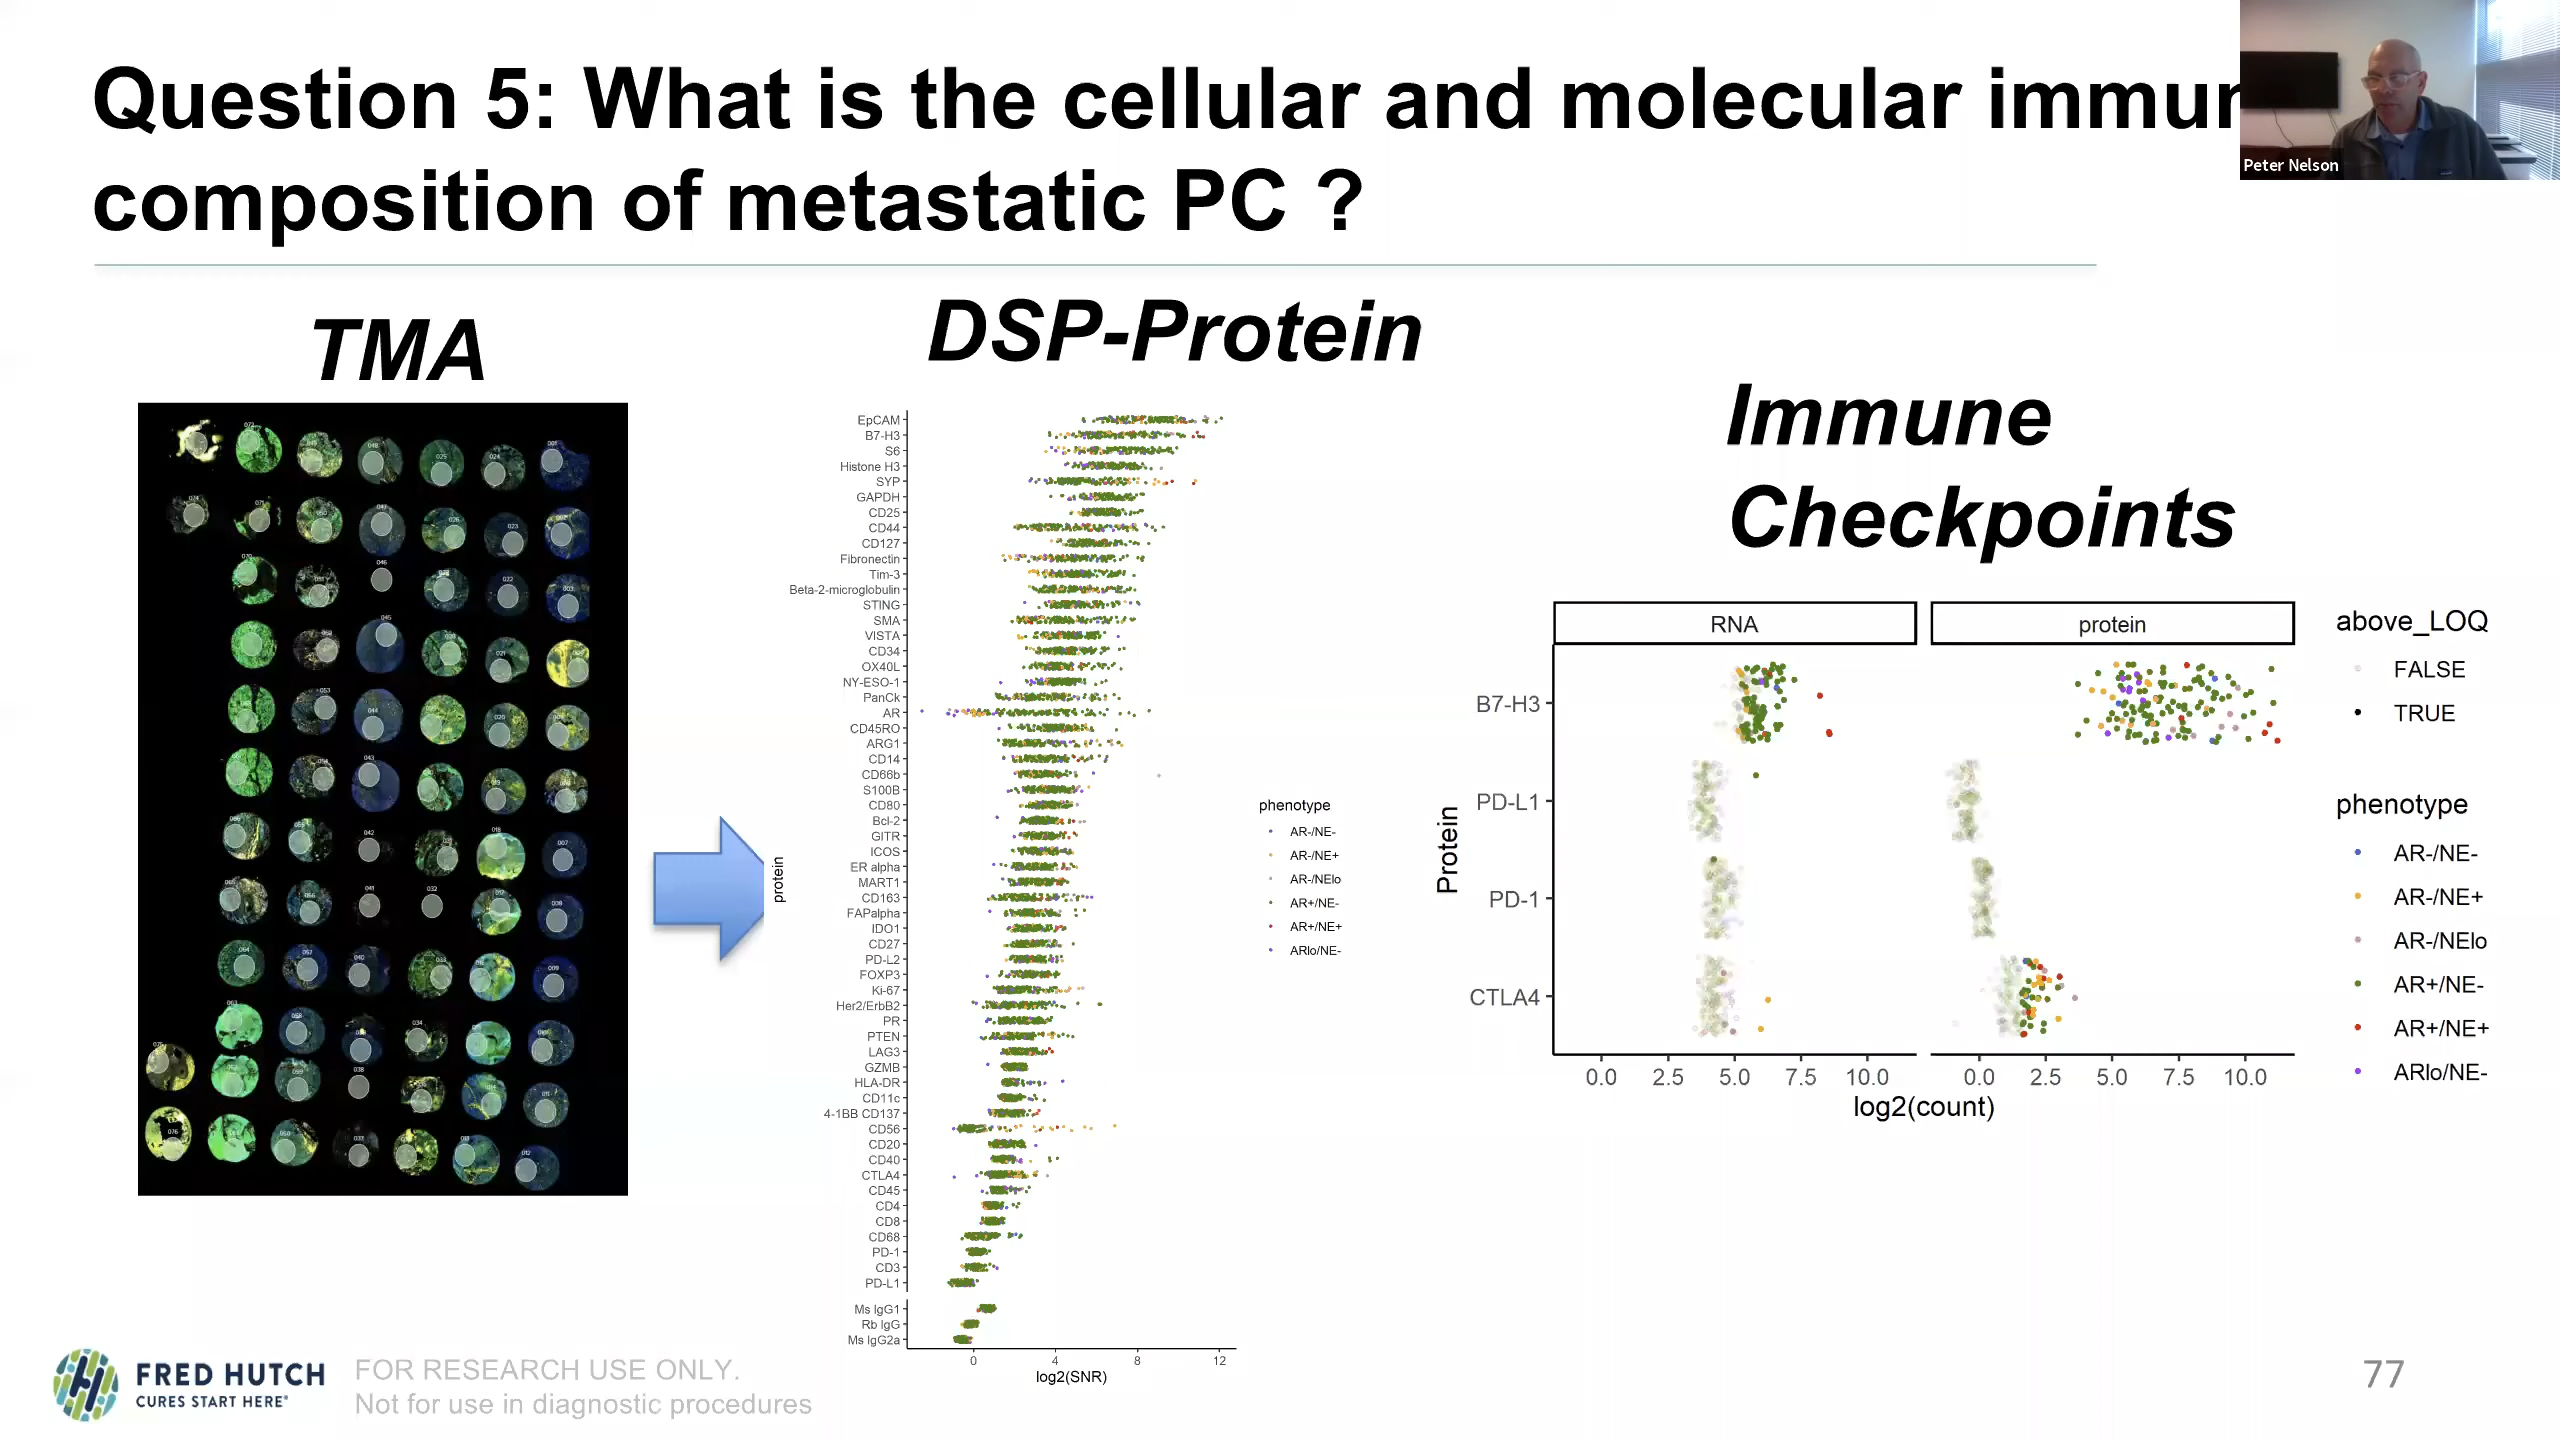 Question 5: What is the cellular and molecular immun
composition of metastatic PC ?
Peter Nelson
TMA
DSP-Protein
Immune
Checkpoints
protein
EpCAM
B7-H3
S6
Histone H3
SYP
GAPDH
CD25
CD44
CD127
Fibronectin
Tim-3
Beta-2-microglobulin
STING
SMA
VISTA
CD34
OX40L
NY-ESO-1
PanCk
AR
CD45RO
ARG1
CD14
CD66b
S100B
CD80
Bcl-2
GITR
ICOS
ER alpha
MART1
CD163
FAPalpha
IDO1
CD27
PD-L2
FOXP3
Ki-67
Her2/ErbB2
PR
PTEN
LAG3
GZMB
HLA-DR
CD11c
4-1BB CD137
CD56
CD20
CD40
CTLA4
CD45
CD4
CD8
CD68
PD-1
CD3
PD-L1
Ms IgG1
Rb IgG
Ms IgG2a
0 4 8 12
log2(SNR)
phenotype
AR-/NE-
AR-/NE+
AR-/NElo
AR+/NE-
AR+/NE+
ARlo/NE-
RNA protein
Protein
B7-H3
PD-L1
PD-1
CTLA4
0.0 2.5 5.0 7.5 10.0 0.0 2.5 5.0 7.5 10.0
log2(count)
above_LOQ
FALSE
TRUE
phenotype
AR-/NE-
AR-/NE+
AR-/NElo
AR+/NE-
AR+/NE+
ARlo/NE-
FRED HUTCH
CURES START HERE®
FOR RESEARCH USE ONLY.
Not for use in diagnostic procedures
77